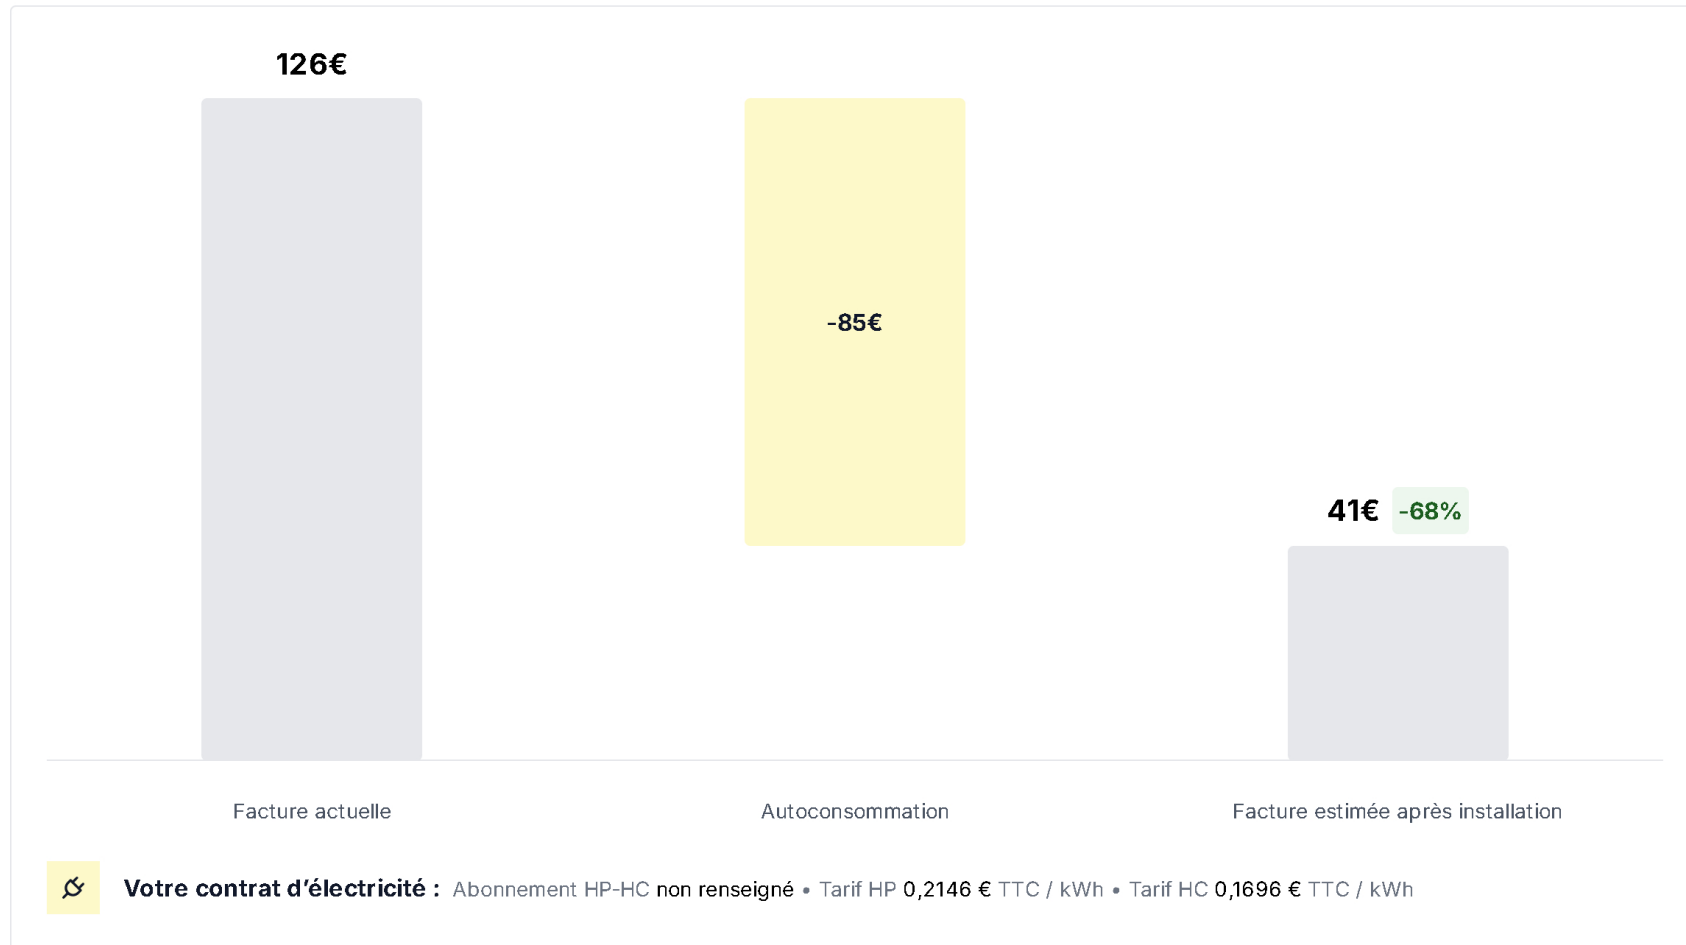 126€
-85€
41€ -68%
Facture actuelle
Autoconsommation
Facture estimée après installation
Votre contrat d’électricité : Abonnement HP-HC non renseigné • Tarif HP 0,2146 € TTC / kWh • Tarif HC 0,1696 € TTC / kWh